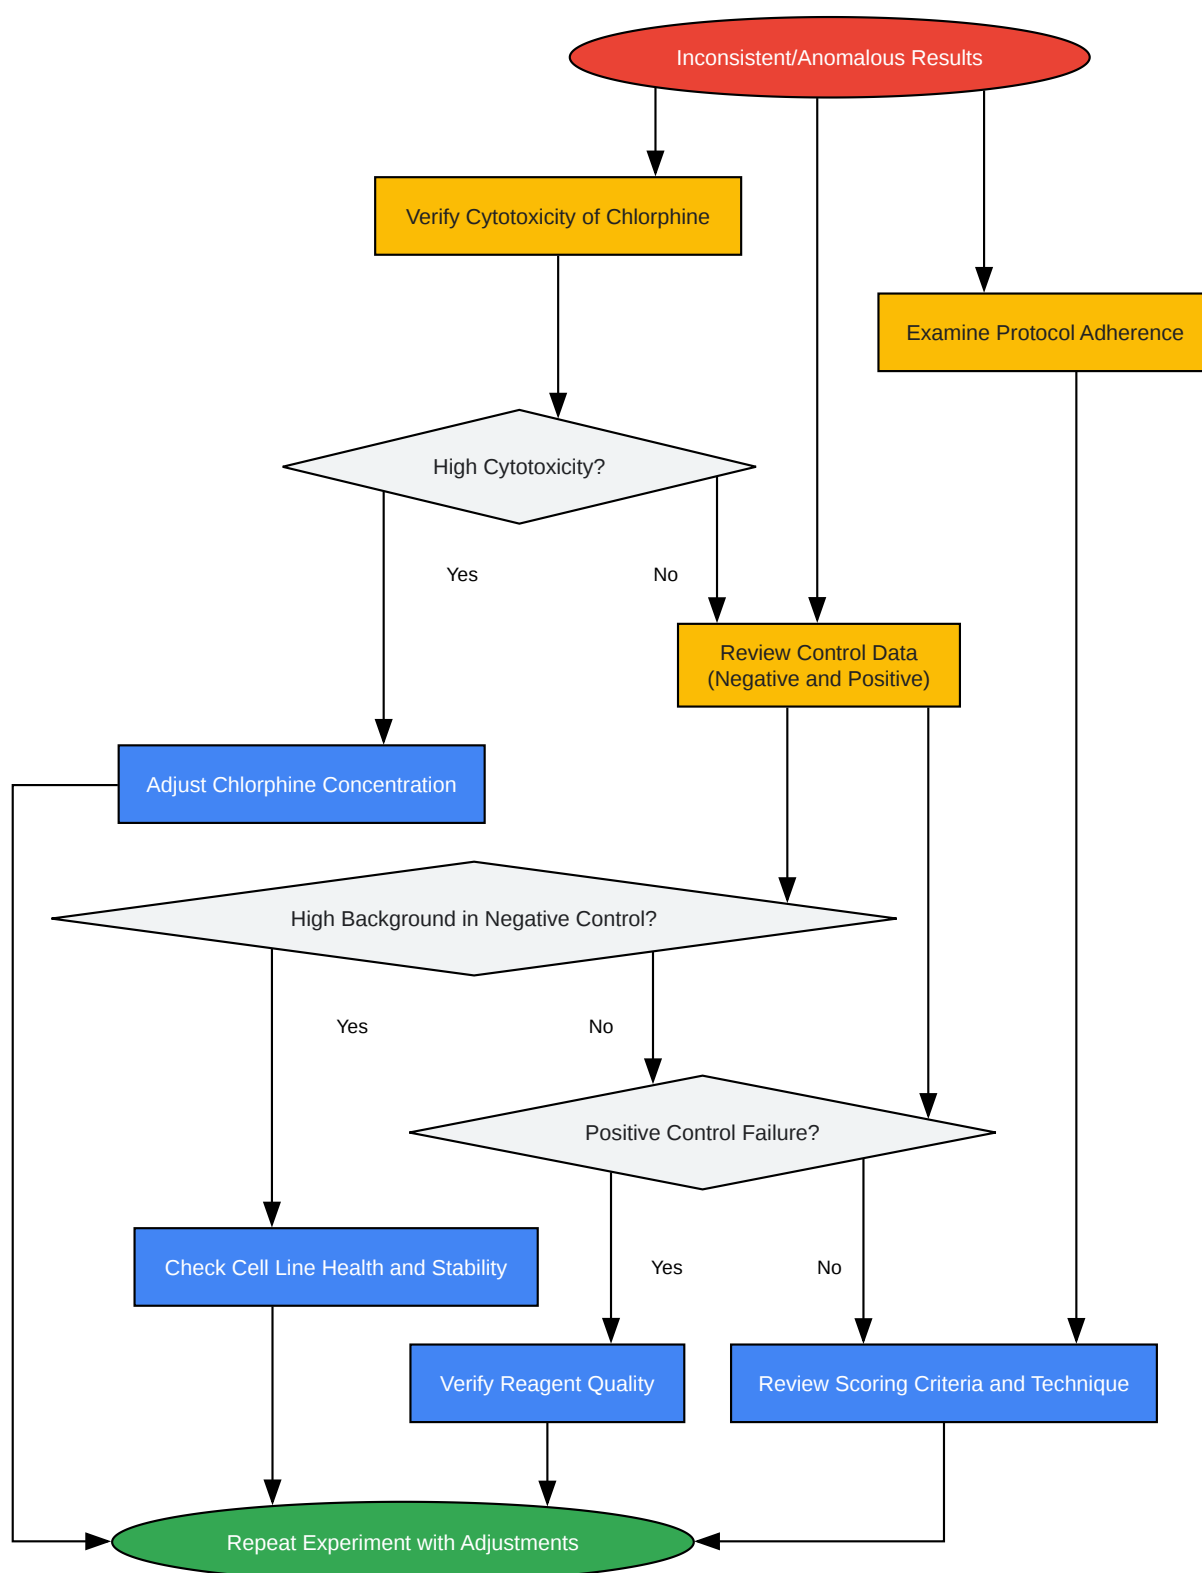 Inconsistent/Anomalous Results
Verify Cytotoxicity of Chlorphine
Examine Protocol Adherence
High Cytotoxicity?
Yes
No
Review Control Data
(Negative and Positive)
Adjust Chlorphine Concentration
High Background in Negative Control?
Yes
No
Positive Control Failure?
Yes
No
Check Cell Line Health and Stability
Verify Reagent Quality
Review Scoring Criteria and Technique
Repeat Experiment with Adjustments